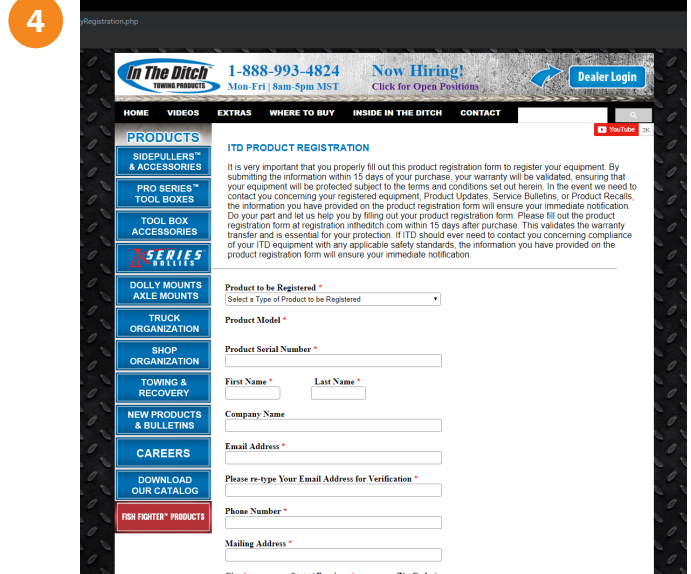 4
yRegistration.php
In The Ditch
TOWING PRODUCTS
1-888-993-4824
Mon-Fri | 8am-5pm MST
Now Hiring!
Click for Open Positions
Dealer Login
HOME VIDEOS EXTRAS WHERE TO BUY INSIDE IN THE DITCH CONTACT
YouTube 2K
PRODUCTS
SIDEPULLERS™
& ACCESSORIES
PRO SERIES™
TOOL BOXES
TOOL BOX
ACCESSORIES
X-SERIES
DOLLIES
DOLLY MOUNTS
AXLE MOUNTS
TRUCK
ORGANIZATION
SHOP
ORGANIZATION
TOWING &
RECOVERY
NEW PRODUCTS
& BULLETINS
CAREERS
DOWNLOAD
OUR CATALOG
FISH FIGHTER™ PRODUCTS
ITD PRODUCT REGISTRATION
It is very important that you properly fill out this product registration form to register your equipment. By
submitting the information within 15 days of your purchase, your warranty will be validated, ensuring that
your equipment will be protected subject to the terms and conditions set out herein. In the event we need to
contact you concerning your registered equipment, Product Updates, Service Bulletins, or Product Recalls,
the information you have provided on the product registration form will ensure your immediate notification.
Do your part and let us help you by filling out your product registration form. Please fill out the product
registration form at registration.intheditch.com within 15 days after purchase. This validates the warranty
transfer and is essential for your protection. If ITD should ever need to contact you concerning compliance
of your ITD equipment with any applicable safety standards, the information you have provided on the
product registration form will ensure your immediate notification.
Product to be Registered *
Select a Type of Product to be Registered
Product Model *
Product Serial Number *
First Name * Last Name *
Company Name
Email Address *
Please re-type Your Email Address for Verification *
Phone Number *
Mailing Address *